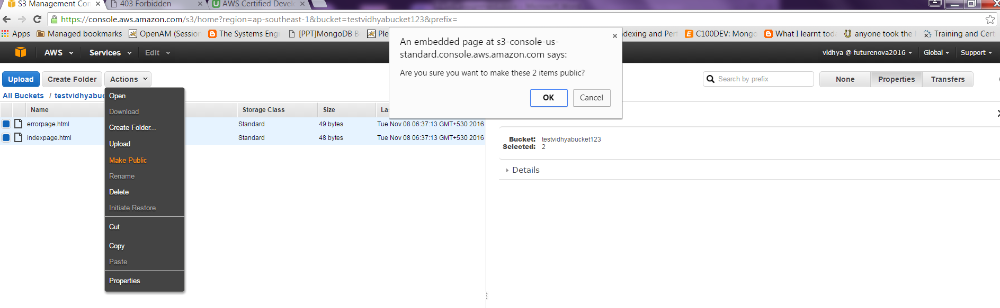 S3 Management Con
403 Forbidden
AWS Certified Develo
https://console.aws.amazon.com/s3/home?region=ap-southeast-1&bucket=testvidhyabucket123&prefix=
Apps Managed bookmarks OpenAM (Session The Systems Eng [PPT]MongoDB B Ple ndexing and Perf C100DEV: Mongo What I learnt tod anyone took the Training and Cert
An embedded page at s3-console-us-
standard.console.aws.amazon.com says:
Are you sure you want to make these 2 items public?
OK Cancel
AWS Services Edit vidhya @ futurenova2016 Global Support
Upload Create Folder Actions Search by prefix None Properties Transfers
All Buckets / testvidhyabuc
Name Storage Class Size Las
errorpage.html Standard 49 bytes Tue Nov 08 06:37:13 GMT+530 2016
indexpage.html Standard 48 bytes Tue Nov 08 06:37:13 GMT+530 2016
Open
Download
Create Folder...
Upload
Make Public
Rename
Delete
Initiate Restore
Cut
Copy
Paste
Properties
Bucket: testvidhyabucket123
Selected: 2
Details